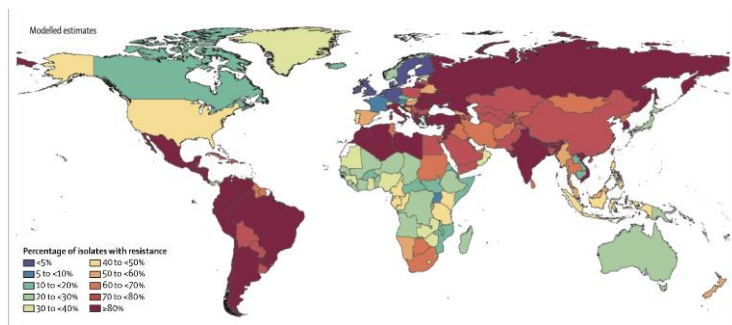 Modelled estimates
Percentage of isolates with resistance
<5% 40 to <50%
5 to <10% 50 to <60%
10 to <20% 60 to <70%
20 to <30% 70 to <80%
30 to <40% ≥80%